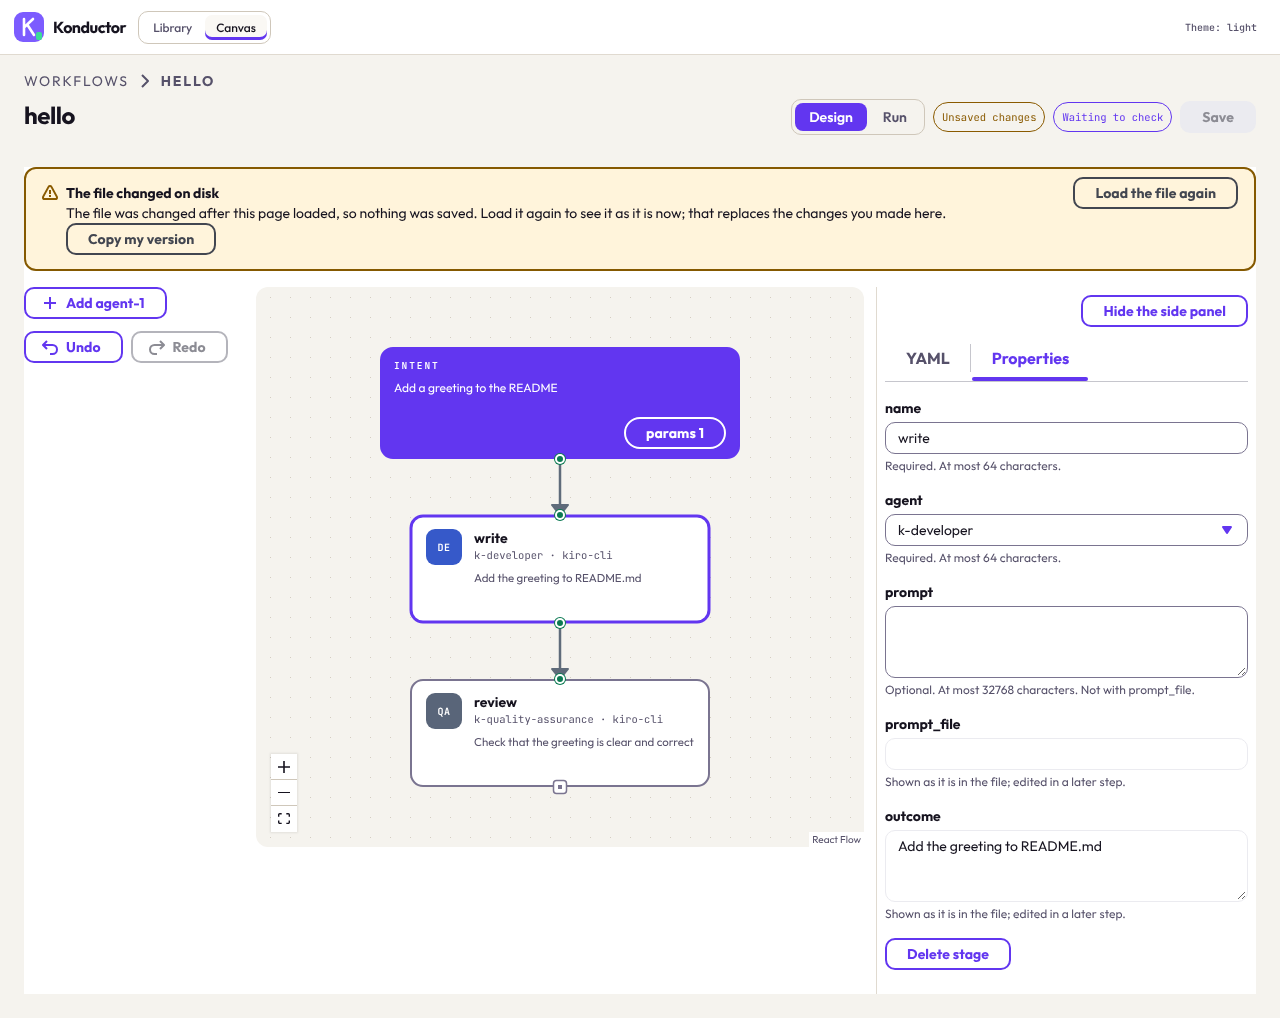 Konductor
Library
Canvas
Theme: light
WORKFLOWS > HELLO
hello
Design
Run
Unsaved changes
Waiting to check
Save
The file changed on disk
The file was changed after this page loaded, so nothing was saved. Load it again to see it as it is now; that replaces the changes you made here.
Copy my version
Load the file again
Add agent-1
Undo
Redo
INTENT
Add a greeting to the README
params 1
DE
write
k-developer · kiro-cli
Add the greeting to README.md
QA
review
k-quality-assurance · kiro-cli
Check that the greeting is clear and correct
React Flow
Hide the side panel
YAML
Properties
name
write
Required. At most 64 characters.
agent
k-developer
Required. At most 64 characters.
prompt
Optional. At most 32768 characters. Not with prompt_file.
prompt_file
Shown as it is in the file; edited in a later step.
outcome
Add the greeting to README.md
Shown as it is in the file; edited in a later step.
Delete stage